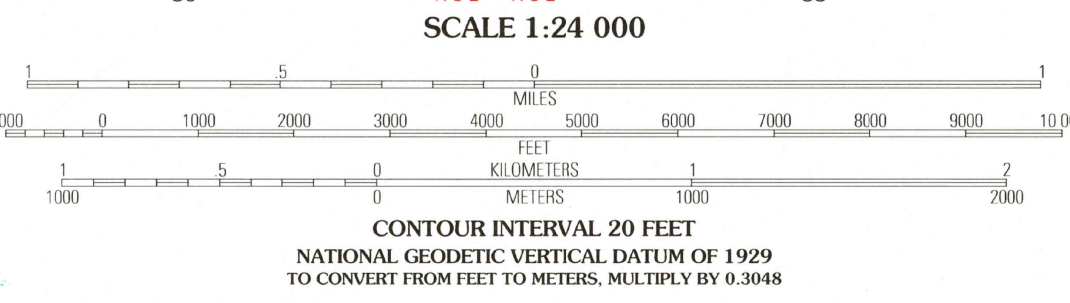 SCALE 1:24 000
1 .5 0 1
MILES
0 1000 2000 3000 4000 5000 6000 7000 8000 9000
FEET
1 .5 0 KILOMETERS 1 2
1000 0 METERS 1000 2000
CONTOUR INTERVAL 20 FEET
NATIONAL GEODETIC VERTICAL DATUM OF 1929
TO CONVERT FROM FEET TO METERS, MULTIPLY BY 0.3048